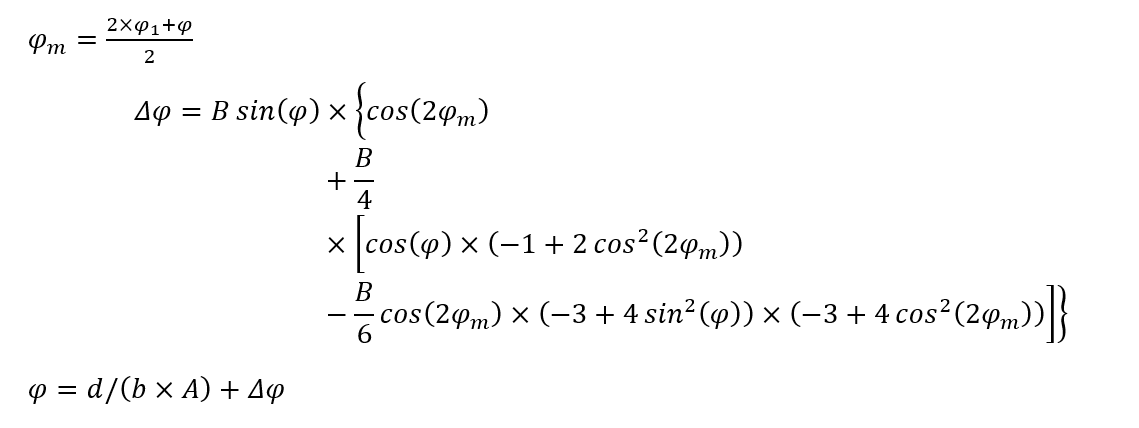 φₘ = (2×φ₁+φ)/2
Δφ = B sin(φ) × {cos(2φₘ)
+ B/4
× [cos(φ) × (−1 + 2 cos²(2φₘ))
− B/6 cos(2φₘ) × (−3 + 4 sin²(φ)) × (−3 + 4 cos²(2φₘ))]}
φ = d/(b × A) + Δφ